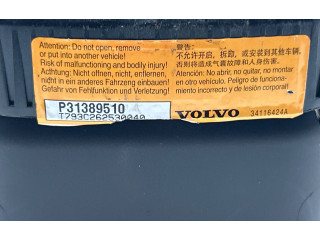 Attention: Do not open, remove
or put into another vehicle!
Risk of malfunctioning and bodily injury!
Achtung: Nicht öffnen, nicht entfernen,
nicht in ein anderes Fahrzeug einbauen!
Gefahr von Fehlfunktion und Verletzung!
P31389510
T793C262530040
警告:
不允许开启，拆卸，或安装到其他车辆，
否则将造成气囊故障和人身伤害!
Aviso: No abrir, no quitar, no montar
en otro vehículo. Peligro de funciona-
miento incorrecto y de lesión corporal!
VOLVO
34116424A